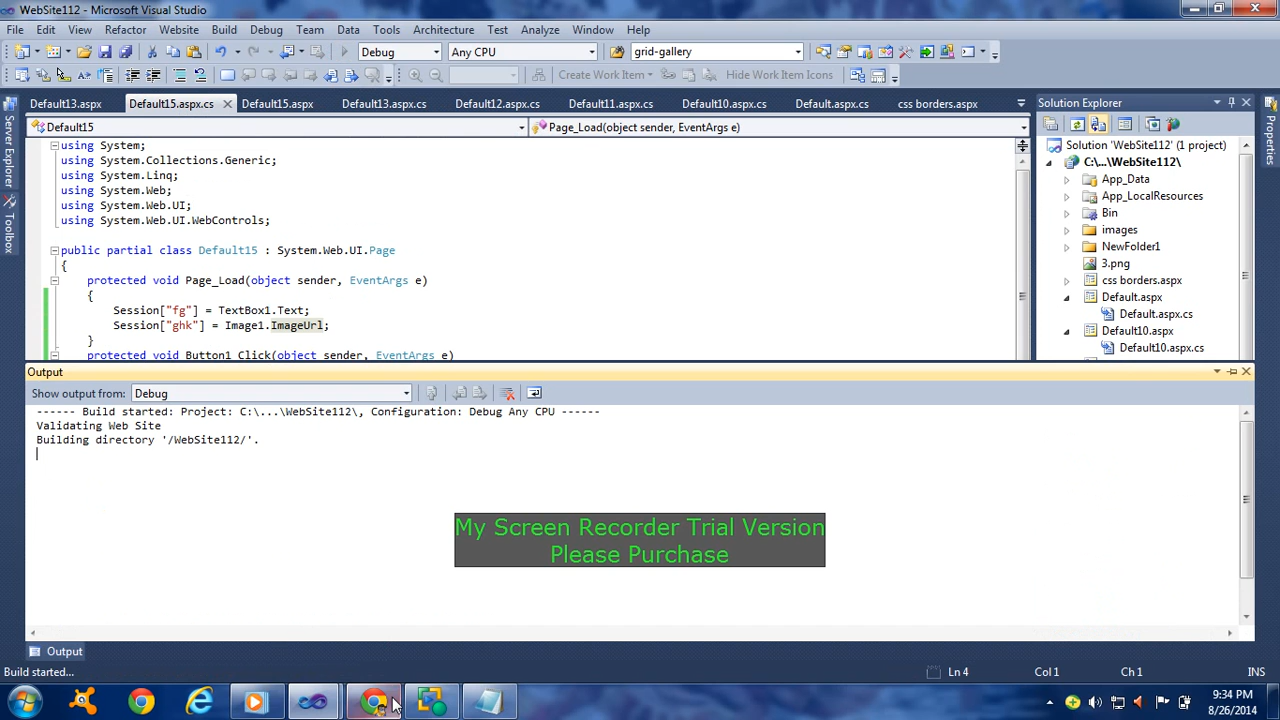 WebSite112 - Microsoft Visual Studio
File Edit View Refactor Website Build Debug Team Data Tools Architecture Test Analyze Window Help
Debug Any CPU grid-gallery
Create Work Item Hide Work Item Icons
Default13.aspx Default15.aspx.cs Default15.aspx Default13.aspx.cs Default12.aspx.cs Default11.aspx.cs Default10.aspx.cs Default.aspx.cs css borders.aspx
Default15 Page_Load(object sender, EventArgs e)
Server Explorer
Toolbox
using System;
using System.Collections.Generic;
using System.Linq;
using System.Web;
using System.Web.UI;
using System.Web.UI.WebControls;
public partial class Default15 : System.Web.UI.Page
{
protected void Page_Load(object sender, EventArgs e)
{
Session["fg"] = TextBox1.Text;
Session["ghk"] = Image1.ImageUrl;
}
protected void Button1_Click(object sender, EventArgs e)
Solution Explorer
Solution 'WebSite112' (1 project)
C:\...\WebSite112\
App_Data
App_LocalResources
Bin
images
NewFolder1
3.png
css borders.aspx
Default.aspx
Default.aspx.cs
Default10.aspx
Default10.aspx.cs
Properties
Output
Show output from: Debug
------ Build started: Project: C:\...\WebSite112\, Configuration: Debug Any CPU ------
Validating Web Site
Building directory '/WebSite112/'.
My Screen Recorder Trial Version
Please Purchase
Output
Build started... Ln 4 Col 1 Ch 1 INS
9:34 PM
8/26/2014